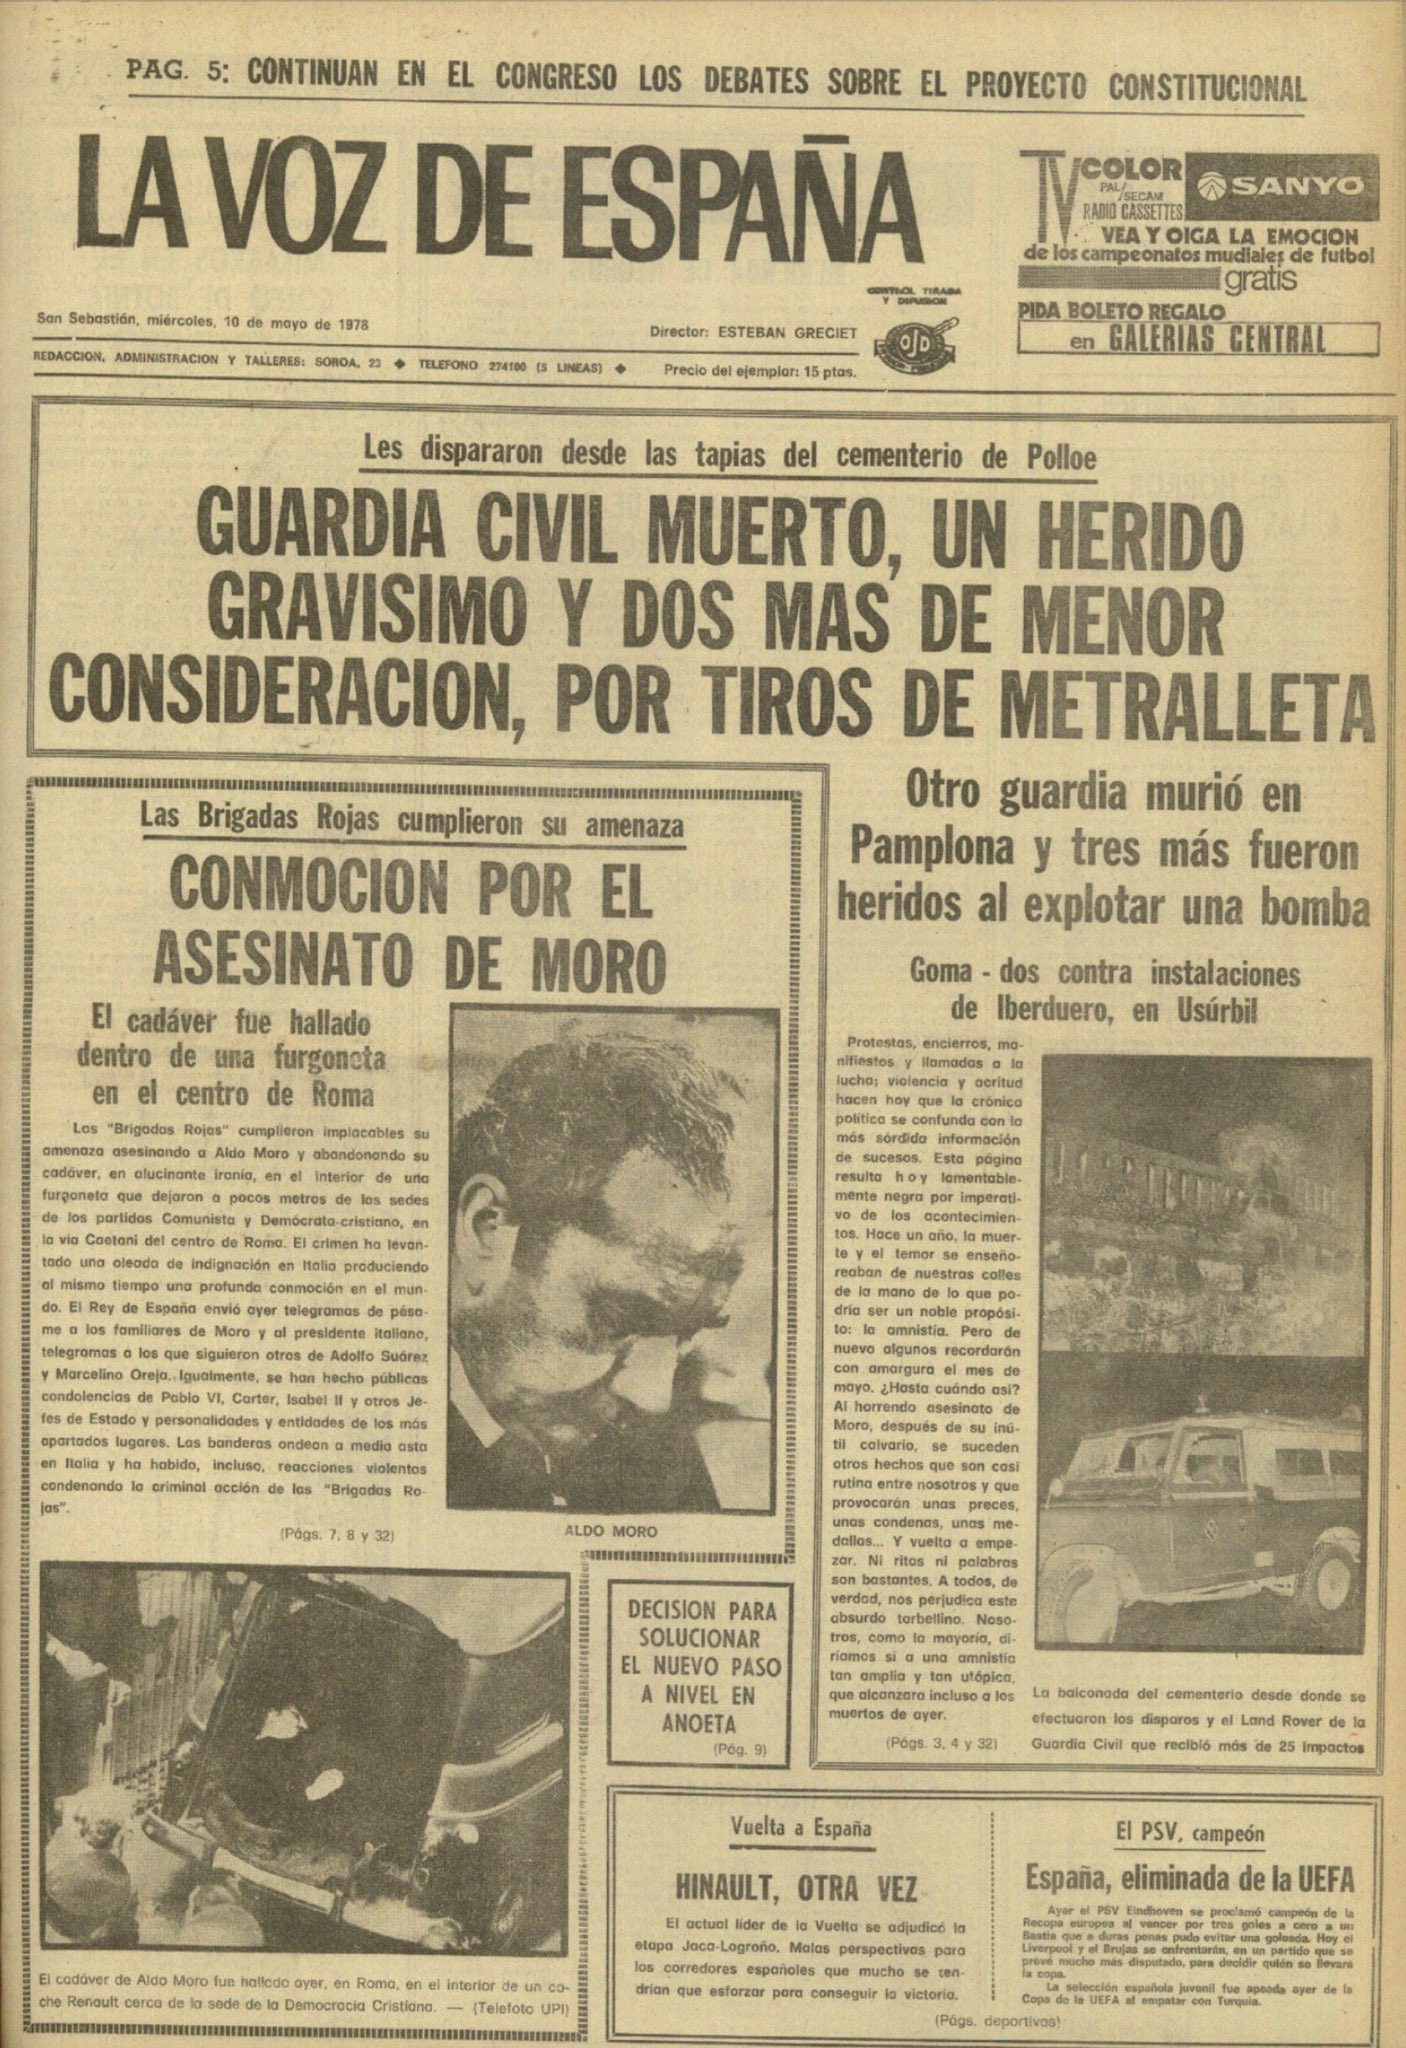 PAG. 5: CONTINUAN EN EL CONGRESO LOS DEBATES SOBRE EL PROYECTO CONSTITUCIONAL
LA VOZ DE ESPAÑA
TV COLOR
PAL/
SECAM
RADIO CASSETTES
SANYO
VEA Y OIGA LA EMOCION
de los campeonatos mudiales de futbol
gratis
PIDA BOLETO REGALO
en GALERIAS CENTRAL
CONTROL TIRADA
Y DIFUSION
OJD
San Sebastián, miércoles, 10 de mayo de 1978
Director: ESTEBAN GRECIET
REDACCION, ADMINISTRACION Y TALLERES: SOROA, 23 ◆ TELEFONO 274100 (5 LINEAS) ◆
Precio del ejemplar: 15 ptas.
Les dispararon desde las tapias del cementerio de Polloe
GUARDIA CIVIL MUERTO, UN HERIDO
GRAVISIMO Y DOS MAS DE MENOR
CONSIDERACION, POR TIROS DE METRALLETA
Las Brigadas Rojas cumplieron su amenaza
CONMOCION POR EL
ASESINATO DE MORO
El cadáver fue hallado
dentro de una furgoneta
en el centro de Roma
Las "Brigadas Rojas" cumplieron implacables su
amenaza asesinando a Aldo Moro y abandonando su
cadáver, en alucinante ironía, en el interior de una
furgoneta que dejaron a pocos metros de las sedes
de los partidos Comunista y Demócrata-cristiano, en
la vía Caetani del centro de Roma. El crimen ha levan-
tado una oleada de indignación en Italia produciendo
al mismo tiempo una profunda conmoción en el mun-
do. El Rey de España envió ayer telegramas de pésa-
me a los familiares de Moro y al presidente italiano,
telegramas a los que siguieron otros de Adolfo Suárez
y Marcelino Oreja. Igualmente, se han hecho públicas
condolencias de Pablo VI, Carter, Isabel II y otros Je-
fes de Estado y personalidades y entidades de los más
apartados lugares. Las banderas ondean a media asta
en Italia y ha habido, incluso, reacciones violentas
condenando la criminal acción de las "Brigadas Ro-
jas".
(Págs. 7, 8 y 32)
ALDO MORO
El cadáver de Aldo Moro fue hallado ayer, en Roma, en el interior de un co-
che Renault cerca de la sede de la Democracia Cristiana. — (Telefoto UPI)
Otro guardia murió en
Pamplona y tres más fueron
heridos al explotar una bomba
Goma - dos contra instalaciones
de Iberduero, en Usúrbil
Protestas, encierros, ma-
nifiestos y llamadas a la
lucha; violencia y acritud
hacen hoy que la crónica
política se confunda con la
más sórdida información
de sucesos. Esta página
resulta hoy lamentable-
mente negra por imperati-
vo de los acontecimien-
tos. Hace un año, la muer-
te y el temor se enseño-
reaban de nuestras calles
de la mano de lo que po-
dría ser un noble propósi-
to: la amnistía. Pero de
nuevo algunos recordarán
con amargura el mes de
mayo. ¿Hasta cuándo así?
Al horrendo asesinato de
Moro, después de su inú-
til calvario, se suceden
otros hechos que son casi
rutina entre nosotros y que
provocarán unas preces,
unas condenas, unas me-
dallas... Y vuelta a empe-
zar. Ni ritos ni palabras
son bastantes. A todos, de
verdad, nos perjudica este
absurdo torbellino. Noso-
tros, como la mayoría, di-
ríamos sí a una amnistía
tan amplia y tan utópica,
que alcanzara incluso a los
muertos de ayer.
(Págs. 3, 4 y 32)
La balconada del cementerio desde donde se
efectuaron los disparos y el Land Rover de la
Guardia Civil que recibió más de 25 impactos
DECISION PARA
SOLUCIONAR
EL NUEVO PASO
A NIVEL EN
ANOETA
(Pág. 9)
Vuelta a España
HINAULT, OTRA VEZ
El actual líder de la Vuelta se adjudicó la
etapa Jaca-Logroño. Malas perspectivas para
los corredores españoles que mucho se ten-
drían que esforzar para conseguir la victoria.
El PSV, campeón
España, eliminada de la UEFA
Ayer el PSV Eindhoven se proclamó campeón de la
Recopa europea al vencer por tres goles a cero a un
Bastia que a duras penas pudo evitar una goleada. Hoy el
Liverpool y el Brujas se enfrentarán, en un partido que se
prevé mucho más disputado, para decidir quién se llevará
la copa.
La selección española juvenil fue apeada ayer de la
Copa de la UEFA al empatar con Turquía.
(Págs. deportivas)